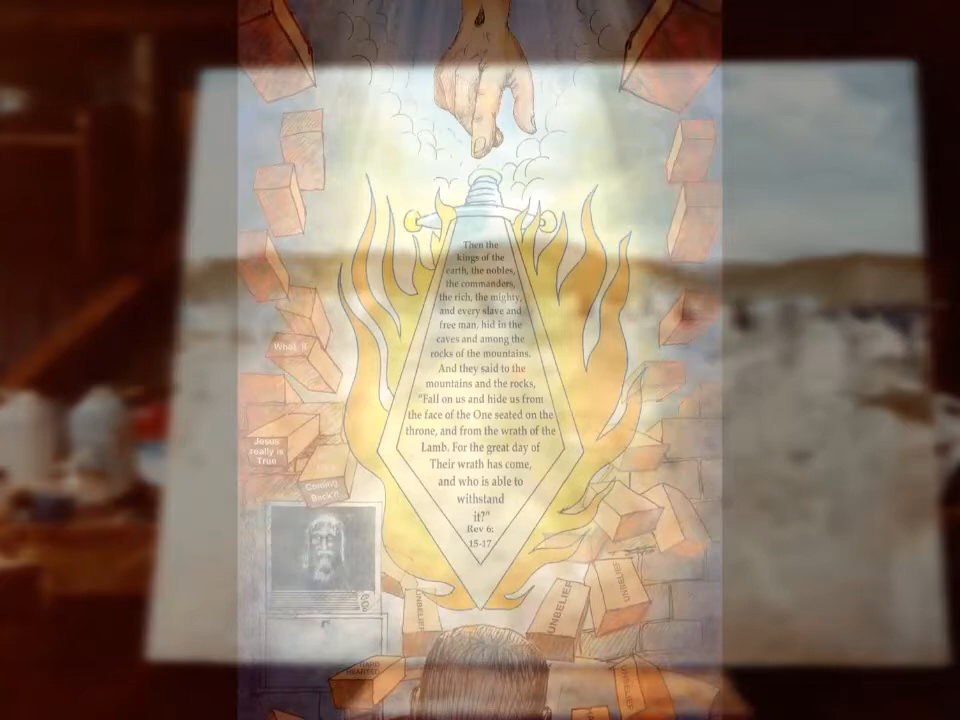 Then the
kings of the
earth, the nobles,
the commanders,
the rich, the mighty,
and every slave and
free man, hid in the
caves and among the
rocks of the mountains.
And they said to the
mountains and the rocks,
"Fall on us and hide us from
the face of the One seated on the
throne, and from the wrath of the
Lamb. For the great day of
Their wrath has come,
and who is able to
withstand
it?"
Rev 6:
15-17
What if
Jesus
really is
True
Coming
Back?!
UNBELIEF
UNBELIEF
UNBELIEF
HARD
HEARTED
UNBELIEF